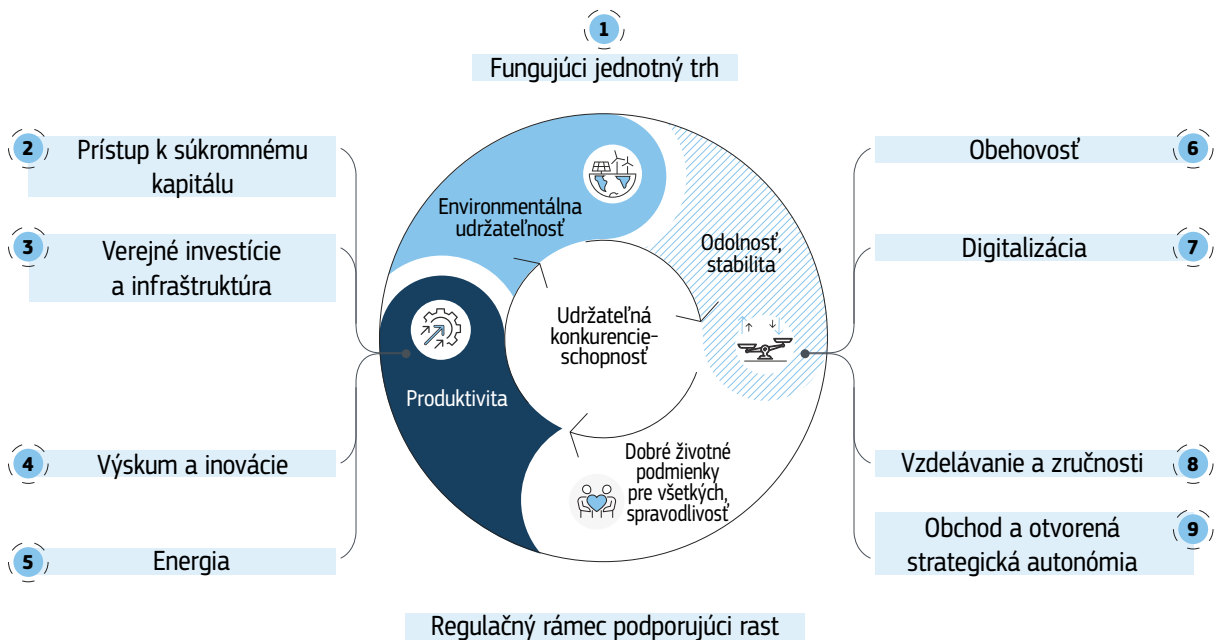 1
Fungujúci jednotný trh
2
Prístup k súkromnému
kapitálu
3
Verejné investície
a infraštruktúra
4
Výskum a inovácie
5
Energia
Environmentálna
udržateľnosť
Odolnosť,
stabilita
Udržateľná
konkurencie-
schopnosť
Produktivita
Dobré životné
podmienky
pre všetkých,
spravodlivosť
6
Obehovosť
7
Digitalizácia
8
Vzdelávanie a zručnosti
9
Obchod a otvorená
strategická autonómia
Regulačný rámec podporujúci rast